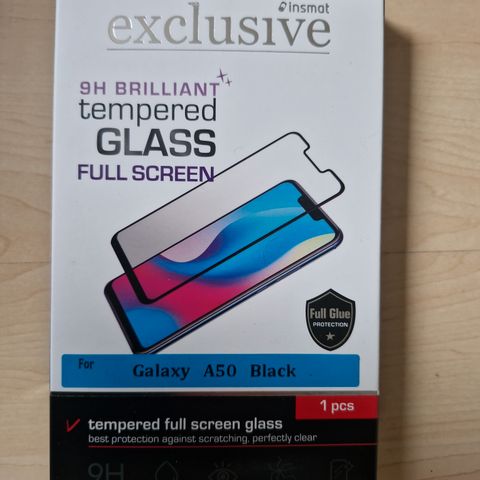 insmat
exclusive
9H BRILLIANT
tempered
GLASS
FULL SCREEN
Full Glue
PROTECTION
For Galaxy A50 Black
1 pcs
tempered full screen glass
best protection against scratching, perfectly clear
9H